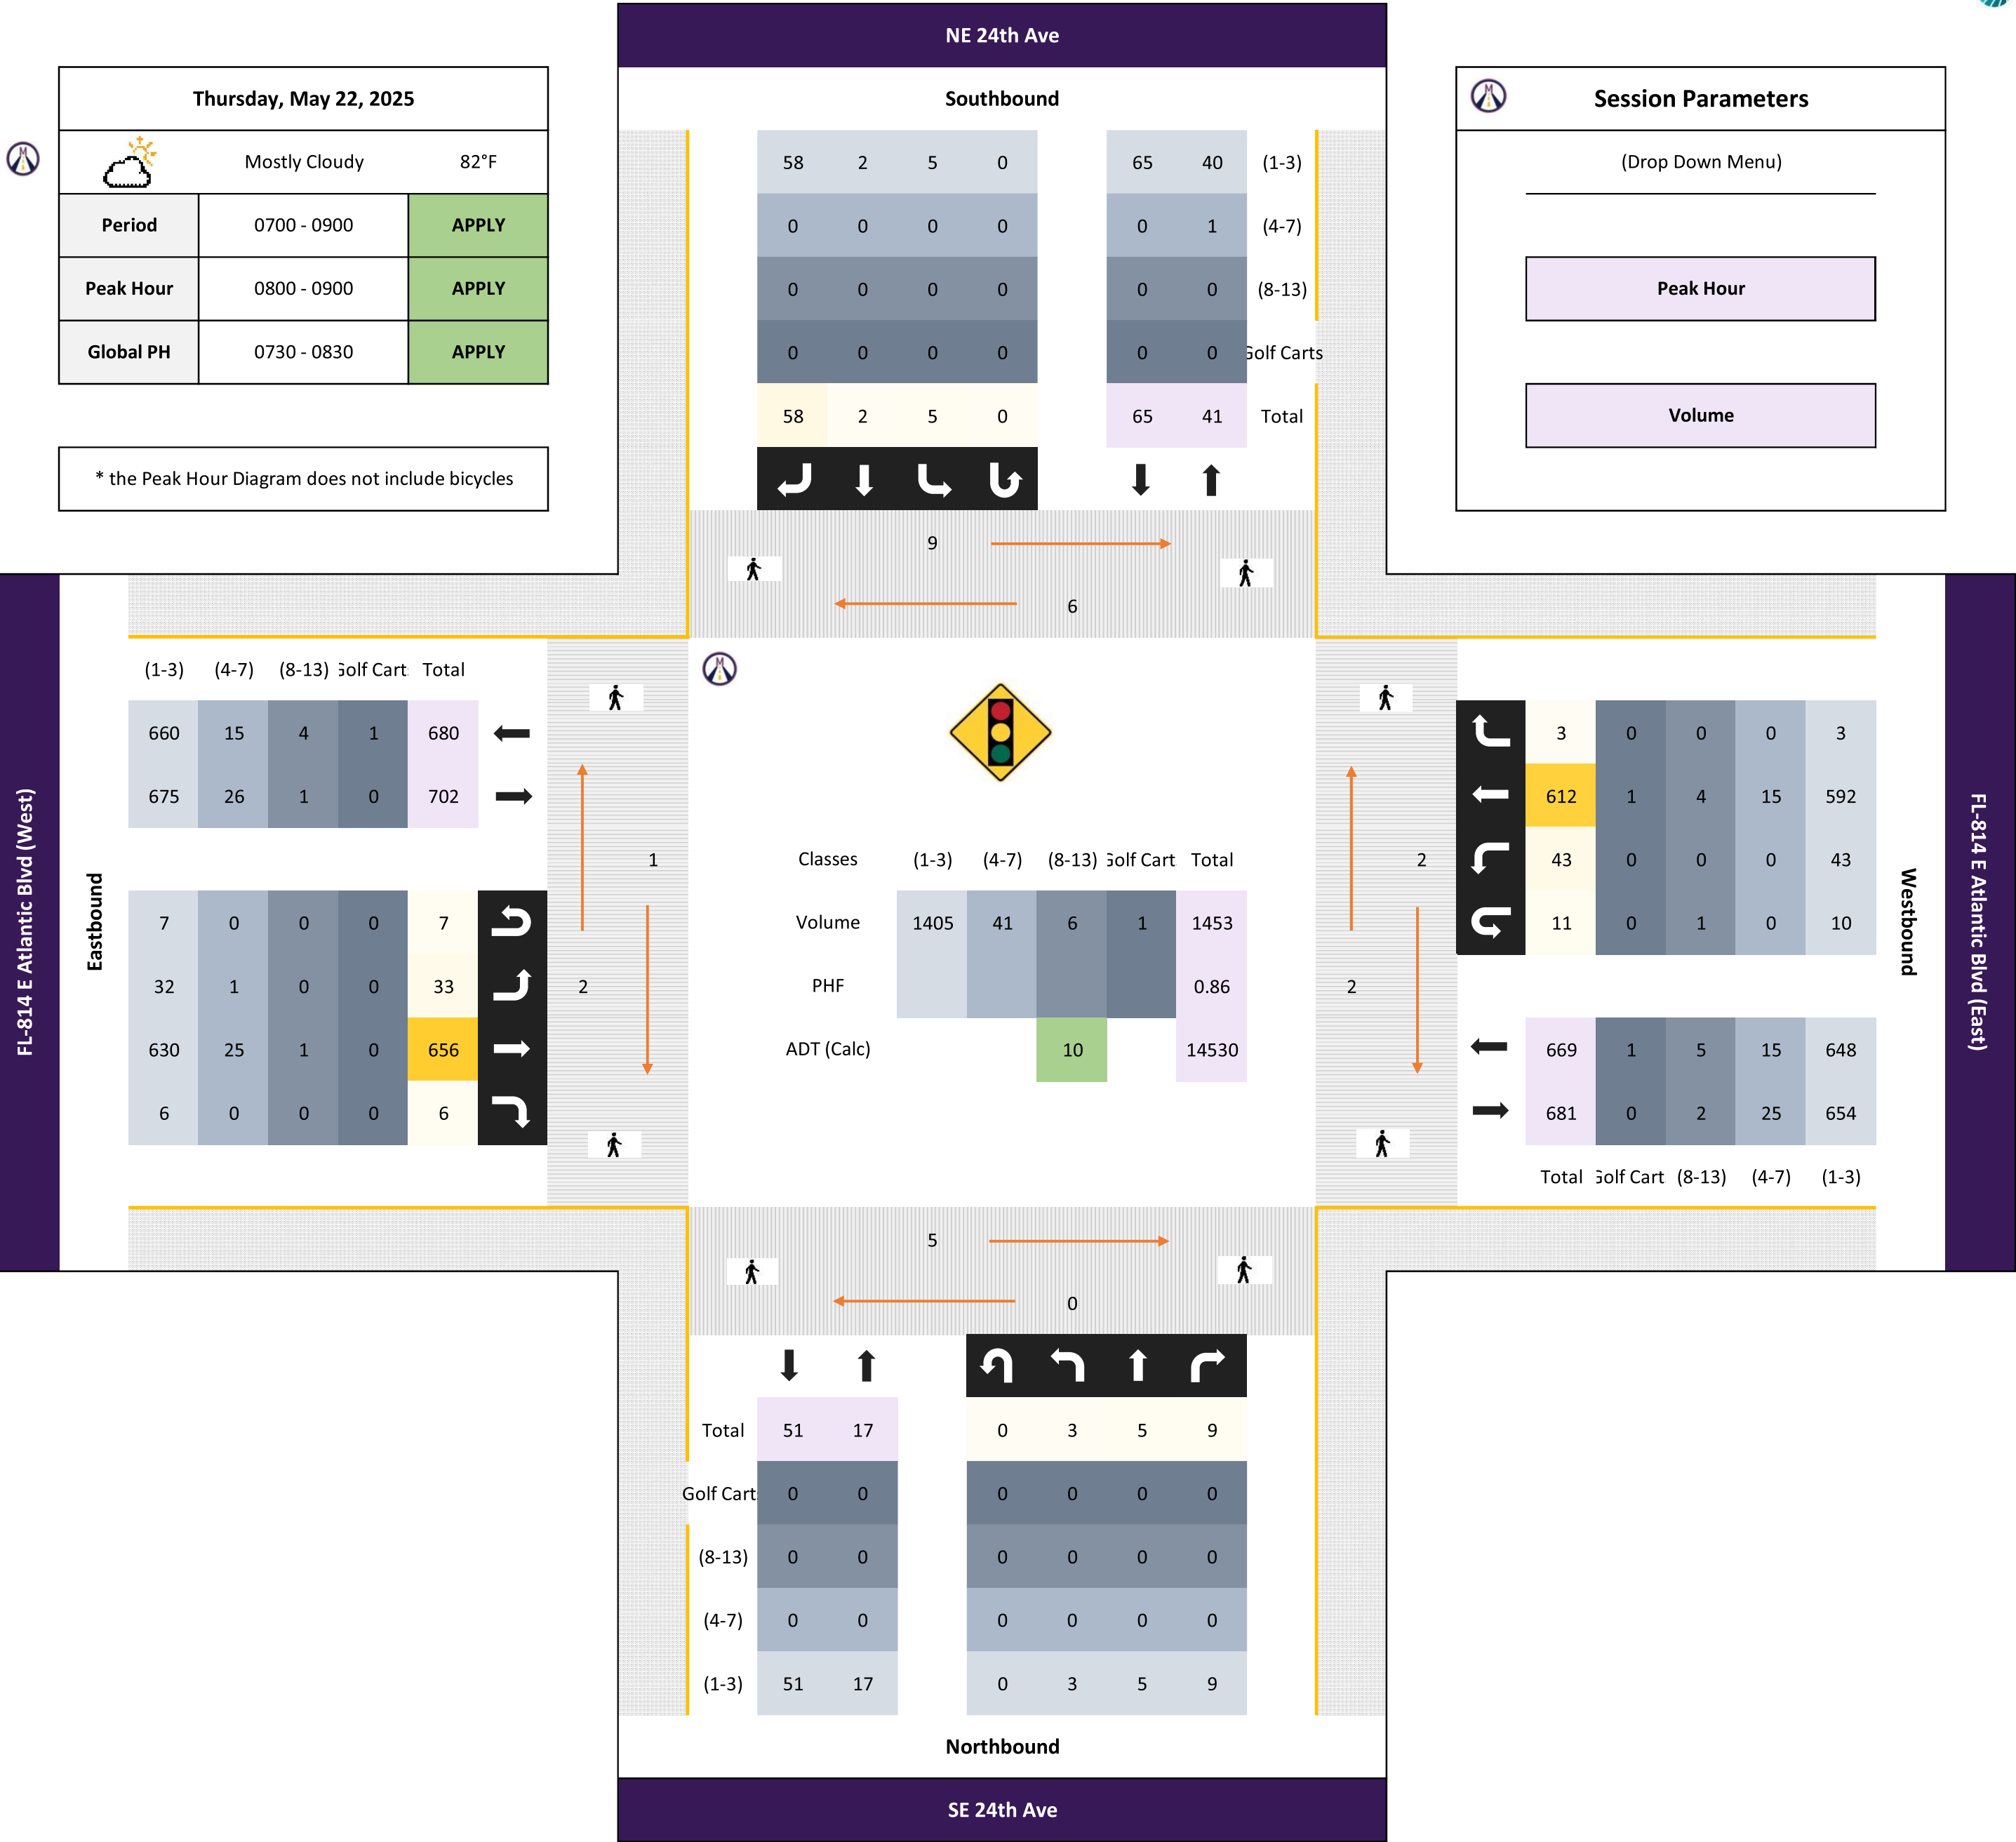 NE 24th Ave
Thursday, May 22, 2025
Mostly Cloudy 82°F
Period 0700 - 0900 APPLY
Peak Hour 0800 - 0900 APPLY
Global PH 0730 - 0830 APPLY
* the Peak Hour Diagram does not include bicycles
Southbound
58 2 5 0 65 40 (1-3)
0 0 0 0 0 1 (4-7)
0 0 0 0 0 0 (8-13)
0 0 0 0 0 0 Golf Carts
58 2 5 0 65 41 Total
M
Session Parameters
(Drop Down Menu)
Peak Hour
Volume
9
6
FL-814 E Atlantic Blvd (West)
Eastbound
(1-3) (4-7) (8-13) Golf Cart Total
660 15 4 1 680
675 26 1 0 702
7 0 0 0 7
32 1 0 0 33
630 25 1 0 656
6 0 0 0 6
1
2
M
Classes (1-3) (4-7) (8-13) Golf Cart Total
Volume 1405 41 6 1 1453
PHF 0.86
ADT (Calc) 10 14530
2
2
3 0 0 0 3
612 1 4 15 592
43 0 0 0 43
11 0 1 0 10
669 1 5 15 648
681 0 2 25 654
Total Golf Cart (8-13) (4-7) (1-3)
Westbound
FL-814 E Atlantic Blvd (East)
5
0
Total 51 17 0 3 5 9
Golf Cart 0 0 0 0 0 0
(8-13) 0 0 0 0 0 0
(4-7) 0 0 0 0 0 0
(1-3) 51 17 0 3 5 9
Northbound
SE 24th Ave